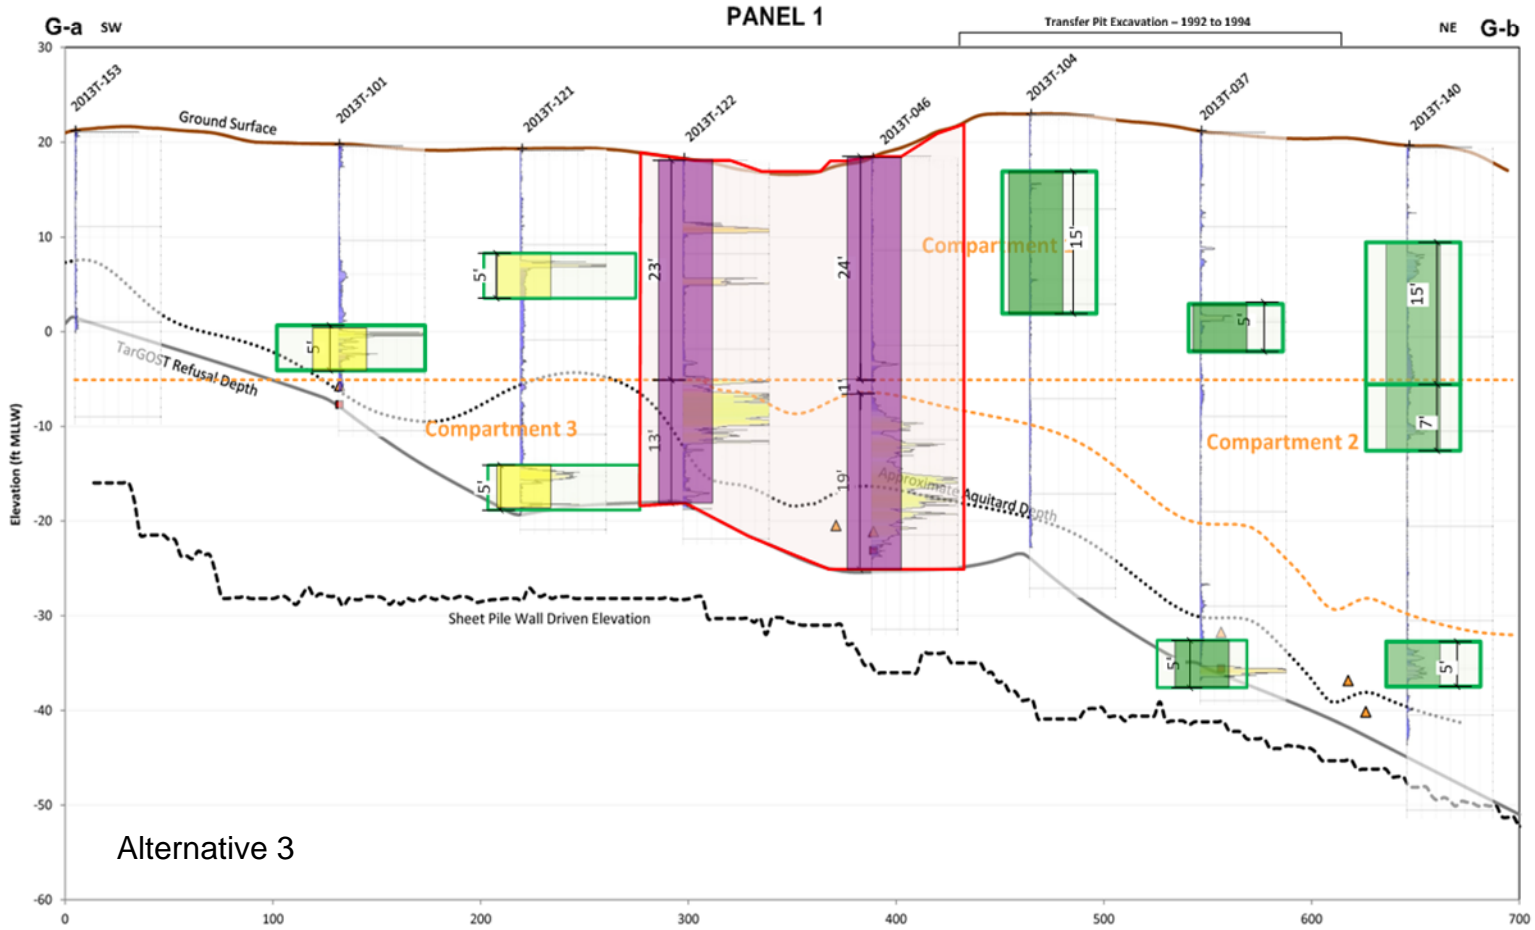 PANEL 1
G-a SW
Transfer Pit Excavation – 1992 to 1994
NE G-b
30
20
10
0
-10
-20
-30
-40
-50
-60
Elevation (ft MLLW)
2013T-153
2013T-101
2013T-121
2013T-122
2013T-046
2013T-104
2013T-037
2013T-140
Ground Surface
Compartment
15'
23'
24'
5'
5'
5'
15'
TarGOST Refusal Depth
1'
Compartment 3
13'
Compartment 2
7'
5'
19'
Approximate Aquitard Depth
Sheet Pile Wall Driven Elevation
5'
5'
Alternative 3
0
100
200
300
400
500
600
700